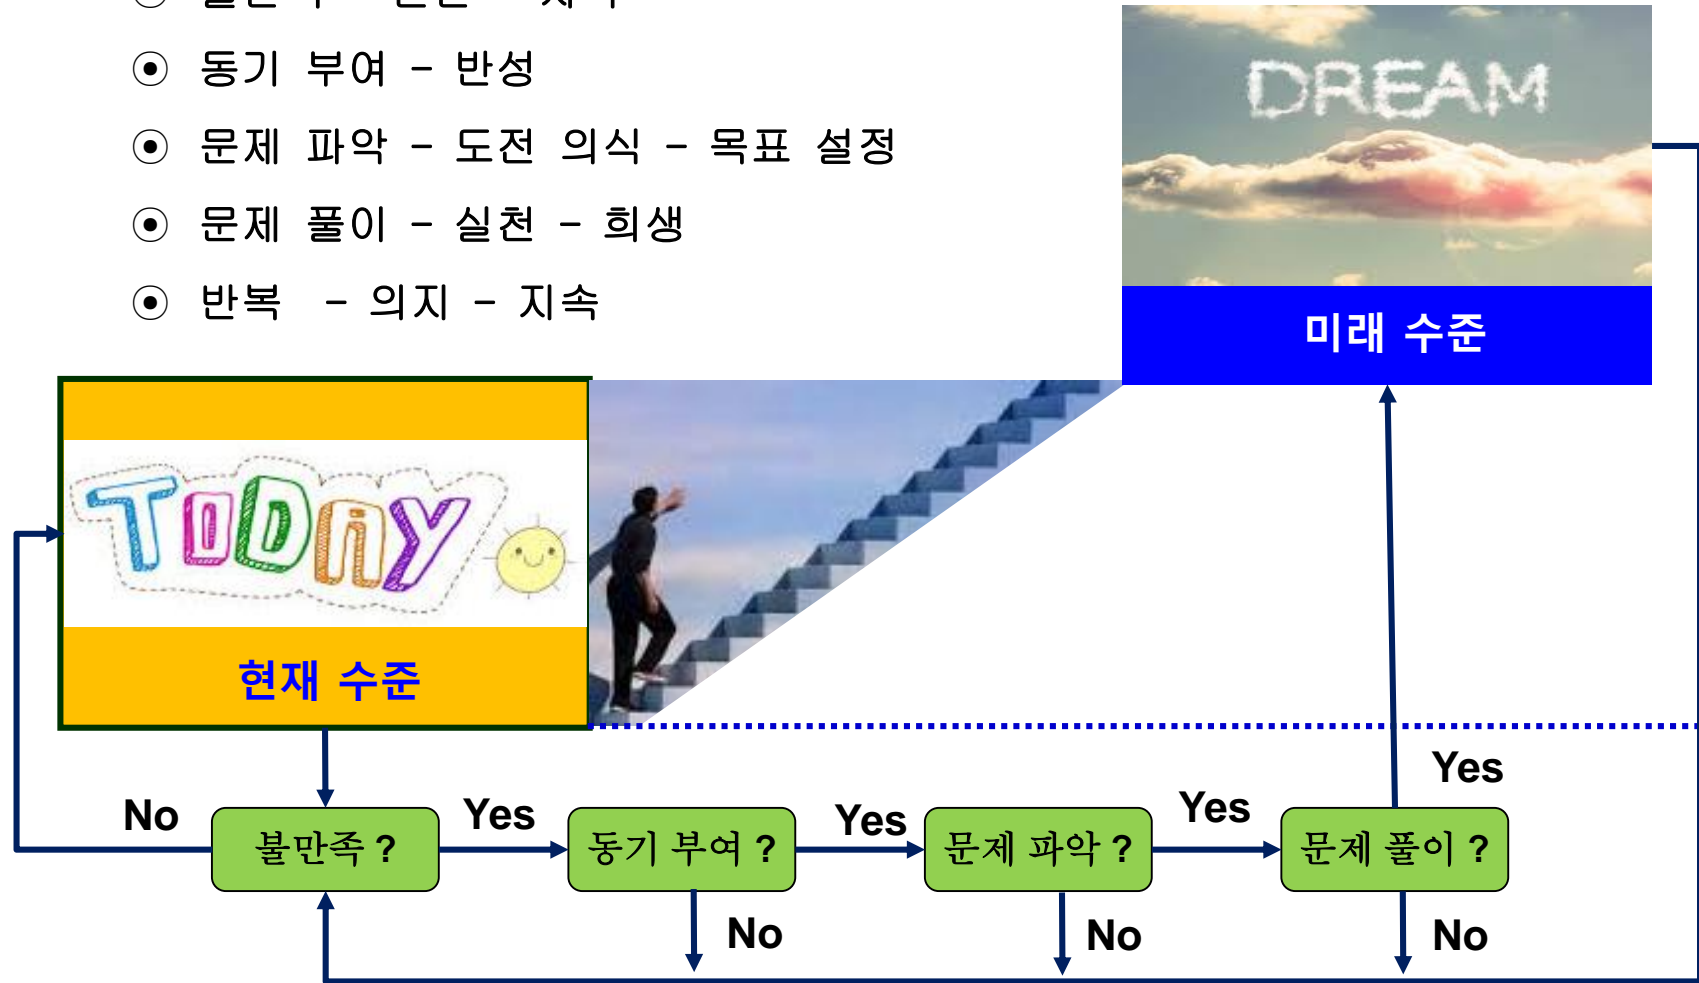 ⊙ 동기 부여 – 반성
⊙ 문제 파악 – 도전 의식 – 목표 설정
⊙ 문제 풀이 – 실천 – 희생
⊙ 반복 – 의지 – 지속
DREAM
미래 수준
TODAY
현재 수준
No
Yes
Yes
Yes
Yes
불만족 ?
동기 부여 ?
문제 파악 ?
문제 풀이 ?
No
No
No